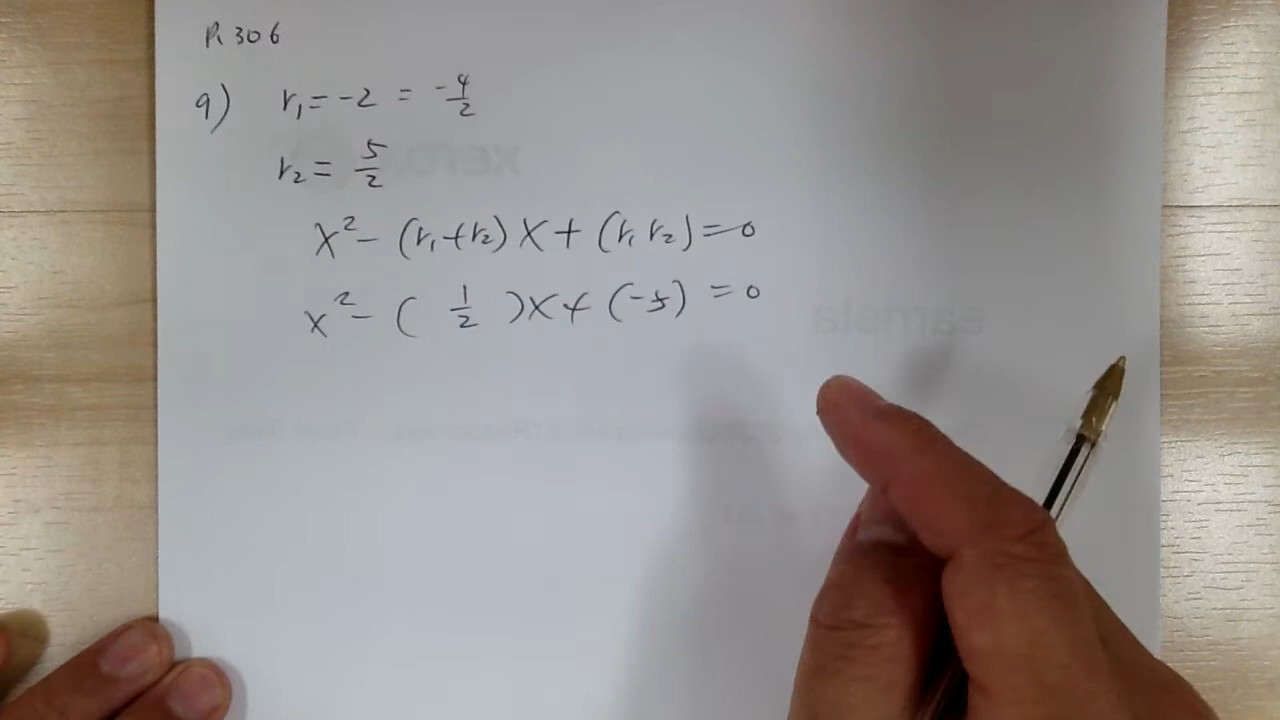 P. 306
9) r₁ = -2 = -4/2
r₂ = 5/2
x² - (r₁ + r₂) x + (r₁ r₂) = 0
x² - ( 1/2 ) x + (-5) = 0